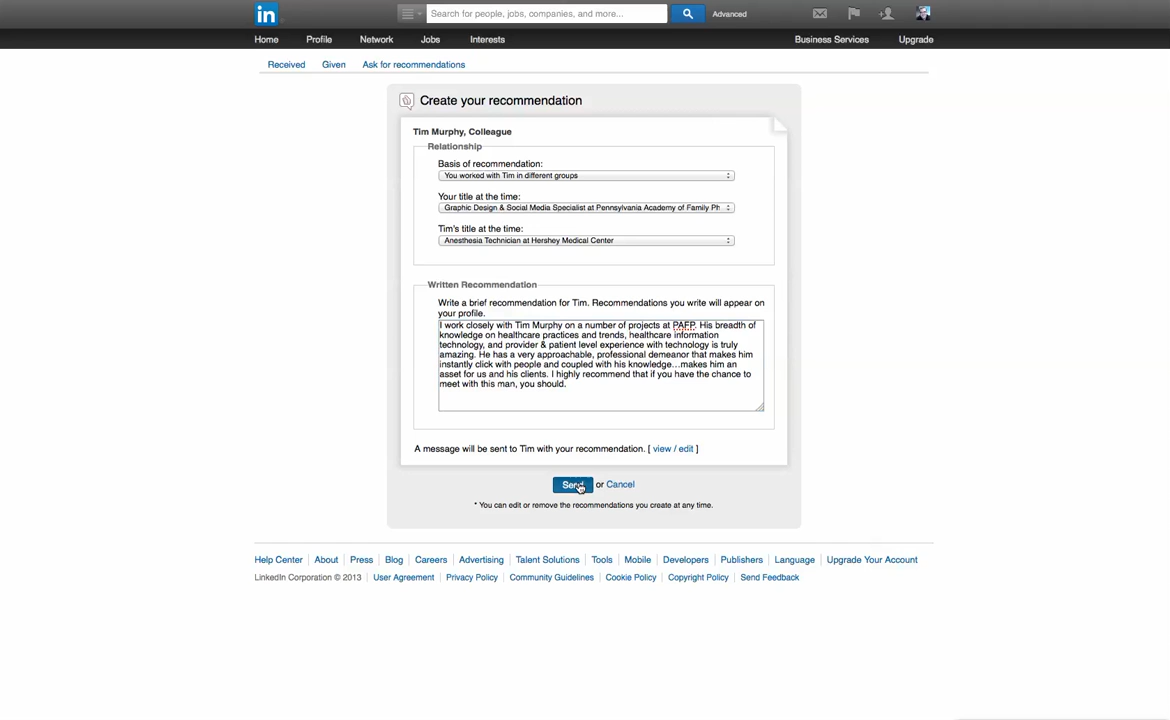 in
Search for people, jobs, companies, and more...
Advanced
Home Profile Network Jobs Interests Business Services Upgrade
Received Given Ask for recommendations
Create your recommendation
Tim Murphy, Colleague
Relationship
Basis of recommendation:
You worked with Tim in different groups
Your title at the time:
Graphic Design & Social Media Specialist at Pennsylvania Academy of Family Ph
Tim's title at the time:
Anesthesia Technician at Hershey Medical Center
Written Recommendation
Write a brief recommendation for Tim. Recommendations you write will appear on
your profile.
I work closely with Tim Murphy on a number of projects at PAFP. His breadth of
knowledge on healthcare practices and trends, healthcare information
technology, and provider & patient level experience with technology is truly
amazing. He has a very approachable, professional demeanor that makes him
instantly click with people and coupled with his knowledge...makes him an
asset for us and his clients. I highly recommend that if you have the chance to
meet with this man, you should.
A message will be sent to Tim with your recommendation. [ view / edit ]
Send or Cancel
* You can edit or remove the recommendations you create at any time.
Help Center About Press Blog Careers Advertising Talent Solutions Tools Mobile Developers Publishers Language Upgrade Your Account
LinkedIn Corporation © 2013 User Agreement Privacy Policy Community Guidelines Cookie Policy Copyright Policy Send Feedback